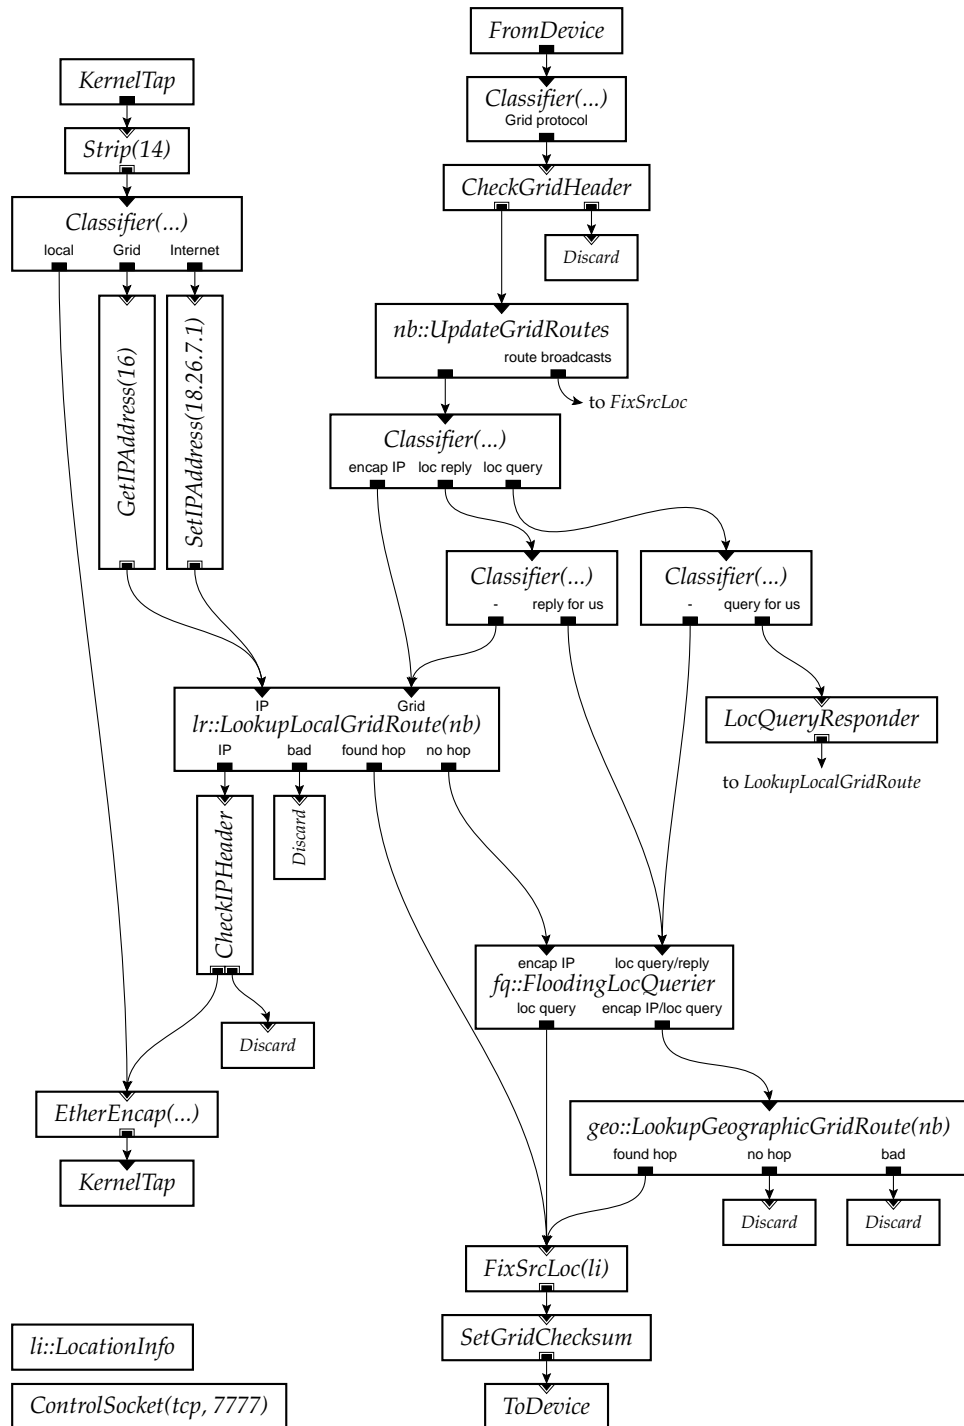 FromDevice
KernelTap
Classifier(...)
Grid protocol
Strip(14)
CheckGridHeader
Classifier(...)
local Grid Internet
Discard
GetIPAddress(16)
SetIPAddress(18.26.7.1)
nb::UpdateGridRoutes
route broadcasts
to FixSrcLoc
Classifier(...)
encap IP loc reply loc query
Classifier(...)
- reply for us
Classifier(...)
- query for us
IP Grid
lr::LookupLocalGridRoute(nb)
IP bad found hop no hop
LocQueryResponder
to LookupLocalGridRoute
CheckIPHeader
Discard
encap IP loc query/reply
fq::FloodingLocQuerier
loc query encap IP/loc query
Discard
EtherEncap(...)
geo::LookupGeographicGridRoute(nb)
found hop no hop bad
KernelTap
Discard
Discard
FixSrcLoc(li)
SetGridChecksum
li::LocationInfo
ToDevice
ControlSocket(tcp, 7777)